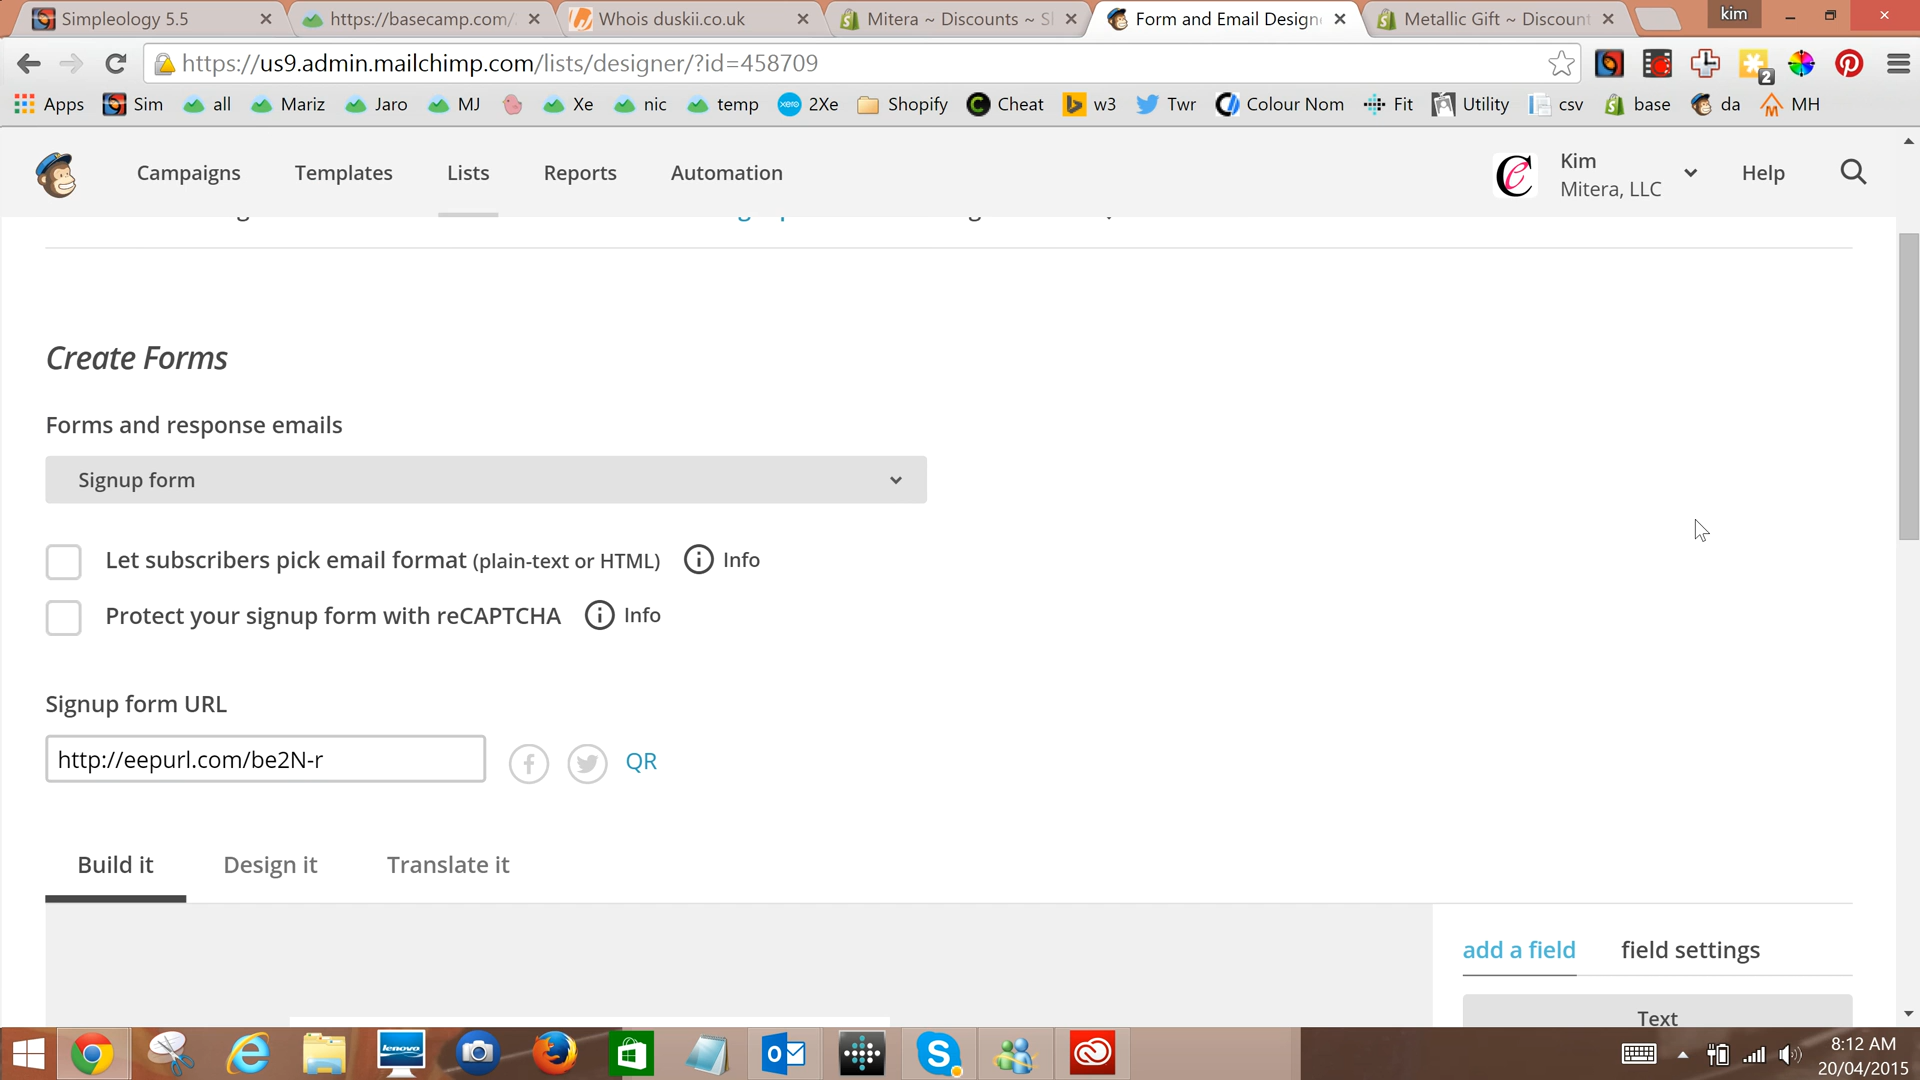 Simpleology 5.5
https://basecamp.com/
Whois duskii.co.uk
Mitera ~ Discounts ~ S
Form and Email Design
Metallic Gift ~ Discount
kim
https://us9.admin.mailchimp.com/lists/designer/?id=458709
2
Apps
Sim
all
Mariz
Jaro
MJ
Xe
nic
temp
xero
2Xe
Shopify
Cheat
w3
Twr
Colour Nom
Fit
Utility
csv
base
da
MH
Campaigns
Templates
Lists
Reports
Automation
Kim
Mitera, LLC
Help
Create Forms
Forms and response emails
Signup form
Let subscribers pick email format (plain-text or HTML)
Info
Protect your signup form with reCAPTCHA
Info
Signup form URL
http://eepurl.com/be2N-r
QR
Build it
Design it
Translate it
add a field
field settings
Text
lenovo
8:12 AM
20/04/2015